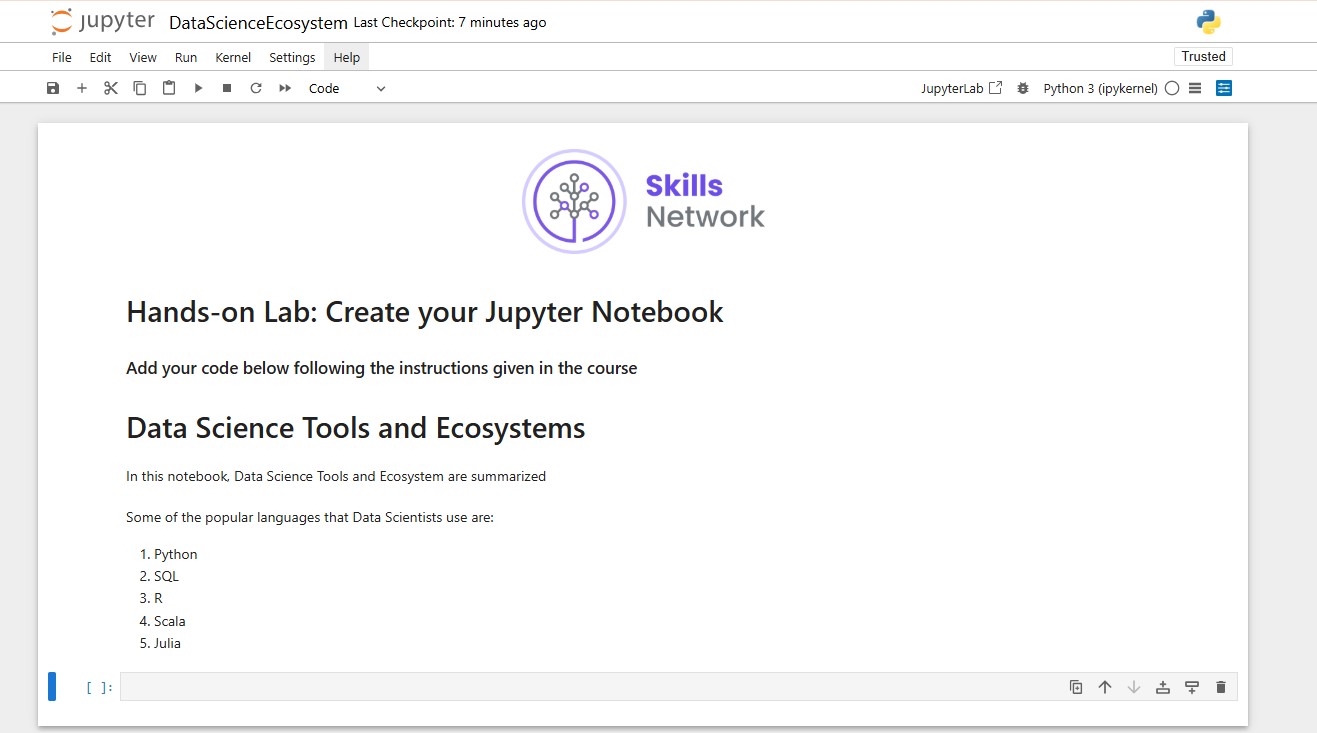 jupyter DataScienceEcosystem Last Checkpoint: 7 minutes ago
File Edit View Run Kernel Settings Help Trusted
Code JupyterLab Python 3 (ipykernel)
Skills
Network
Hands-on Lab: Create your Jupyter Notebook
Add your code below following the instructions given in the course
Data Science Tools and Ecosystems
In this notebook, Data Science Tools and Ecosystem are summarized
Some of the popular languages that Data Scientists use are:
1. Python
2. SQL
3. R
4. Scala
5. Julia
[ ]: